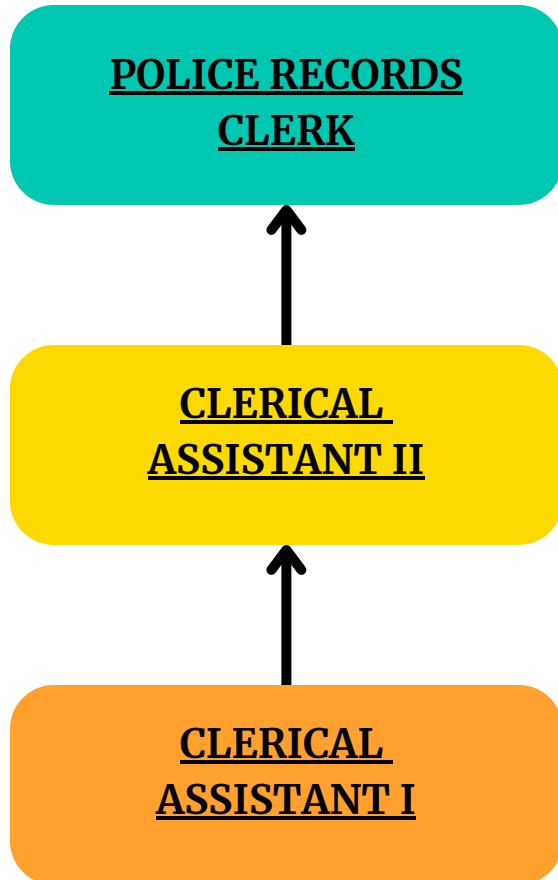 POLICE RECORDS
CLERK
CLERICAL
ASSISTANT II
CLERICAL
ASSISTANT I